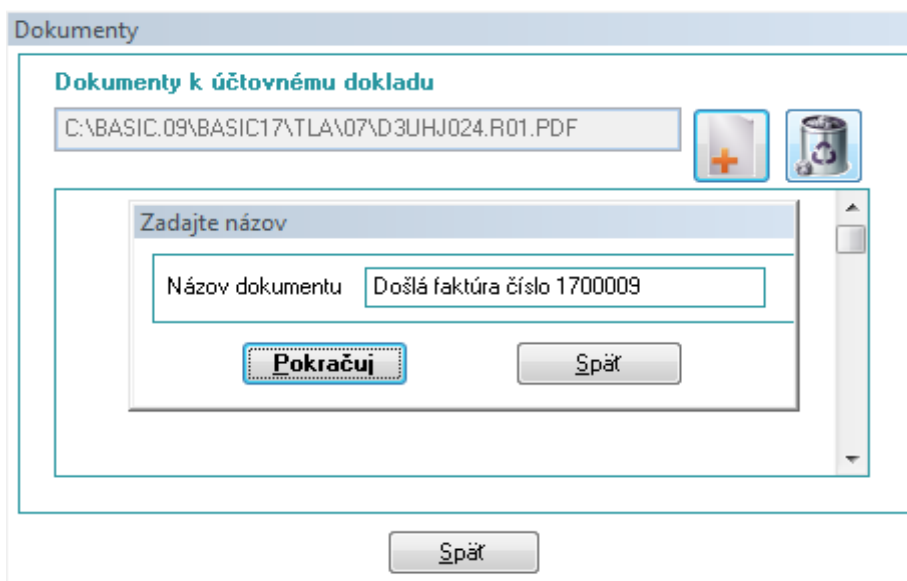 Dokumenty
Dokumenty k účtovnému dokladu
C:\BASIC.09\BASIC17\TLA\07\D3UHJ024.R01.PDF
Zadajte názov
Názov dokumentu Došlá faktúra číslo 1700009
Pokračuj Späť
Späť